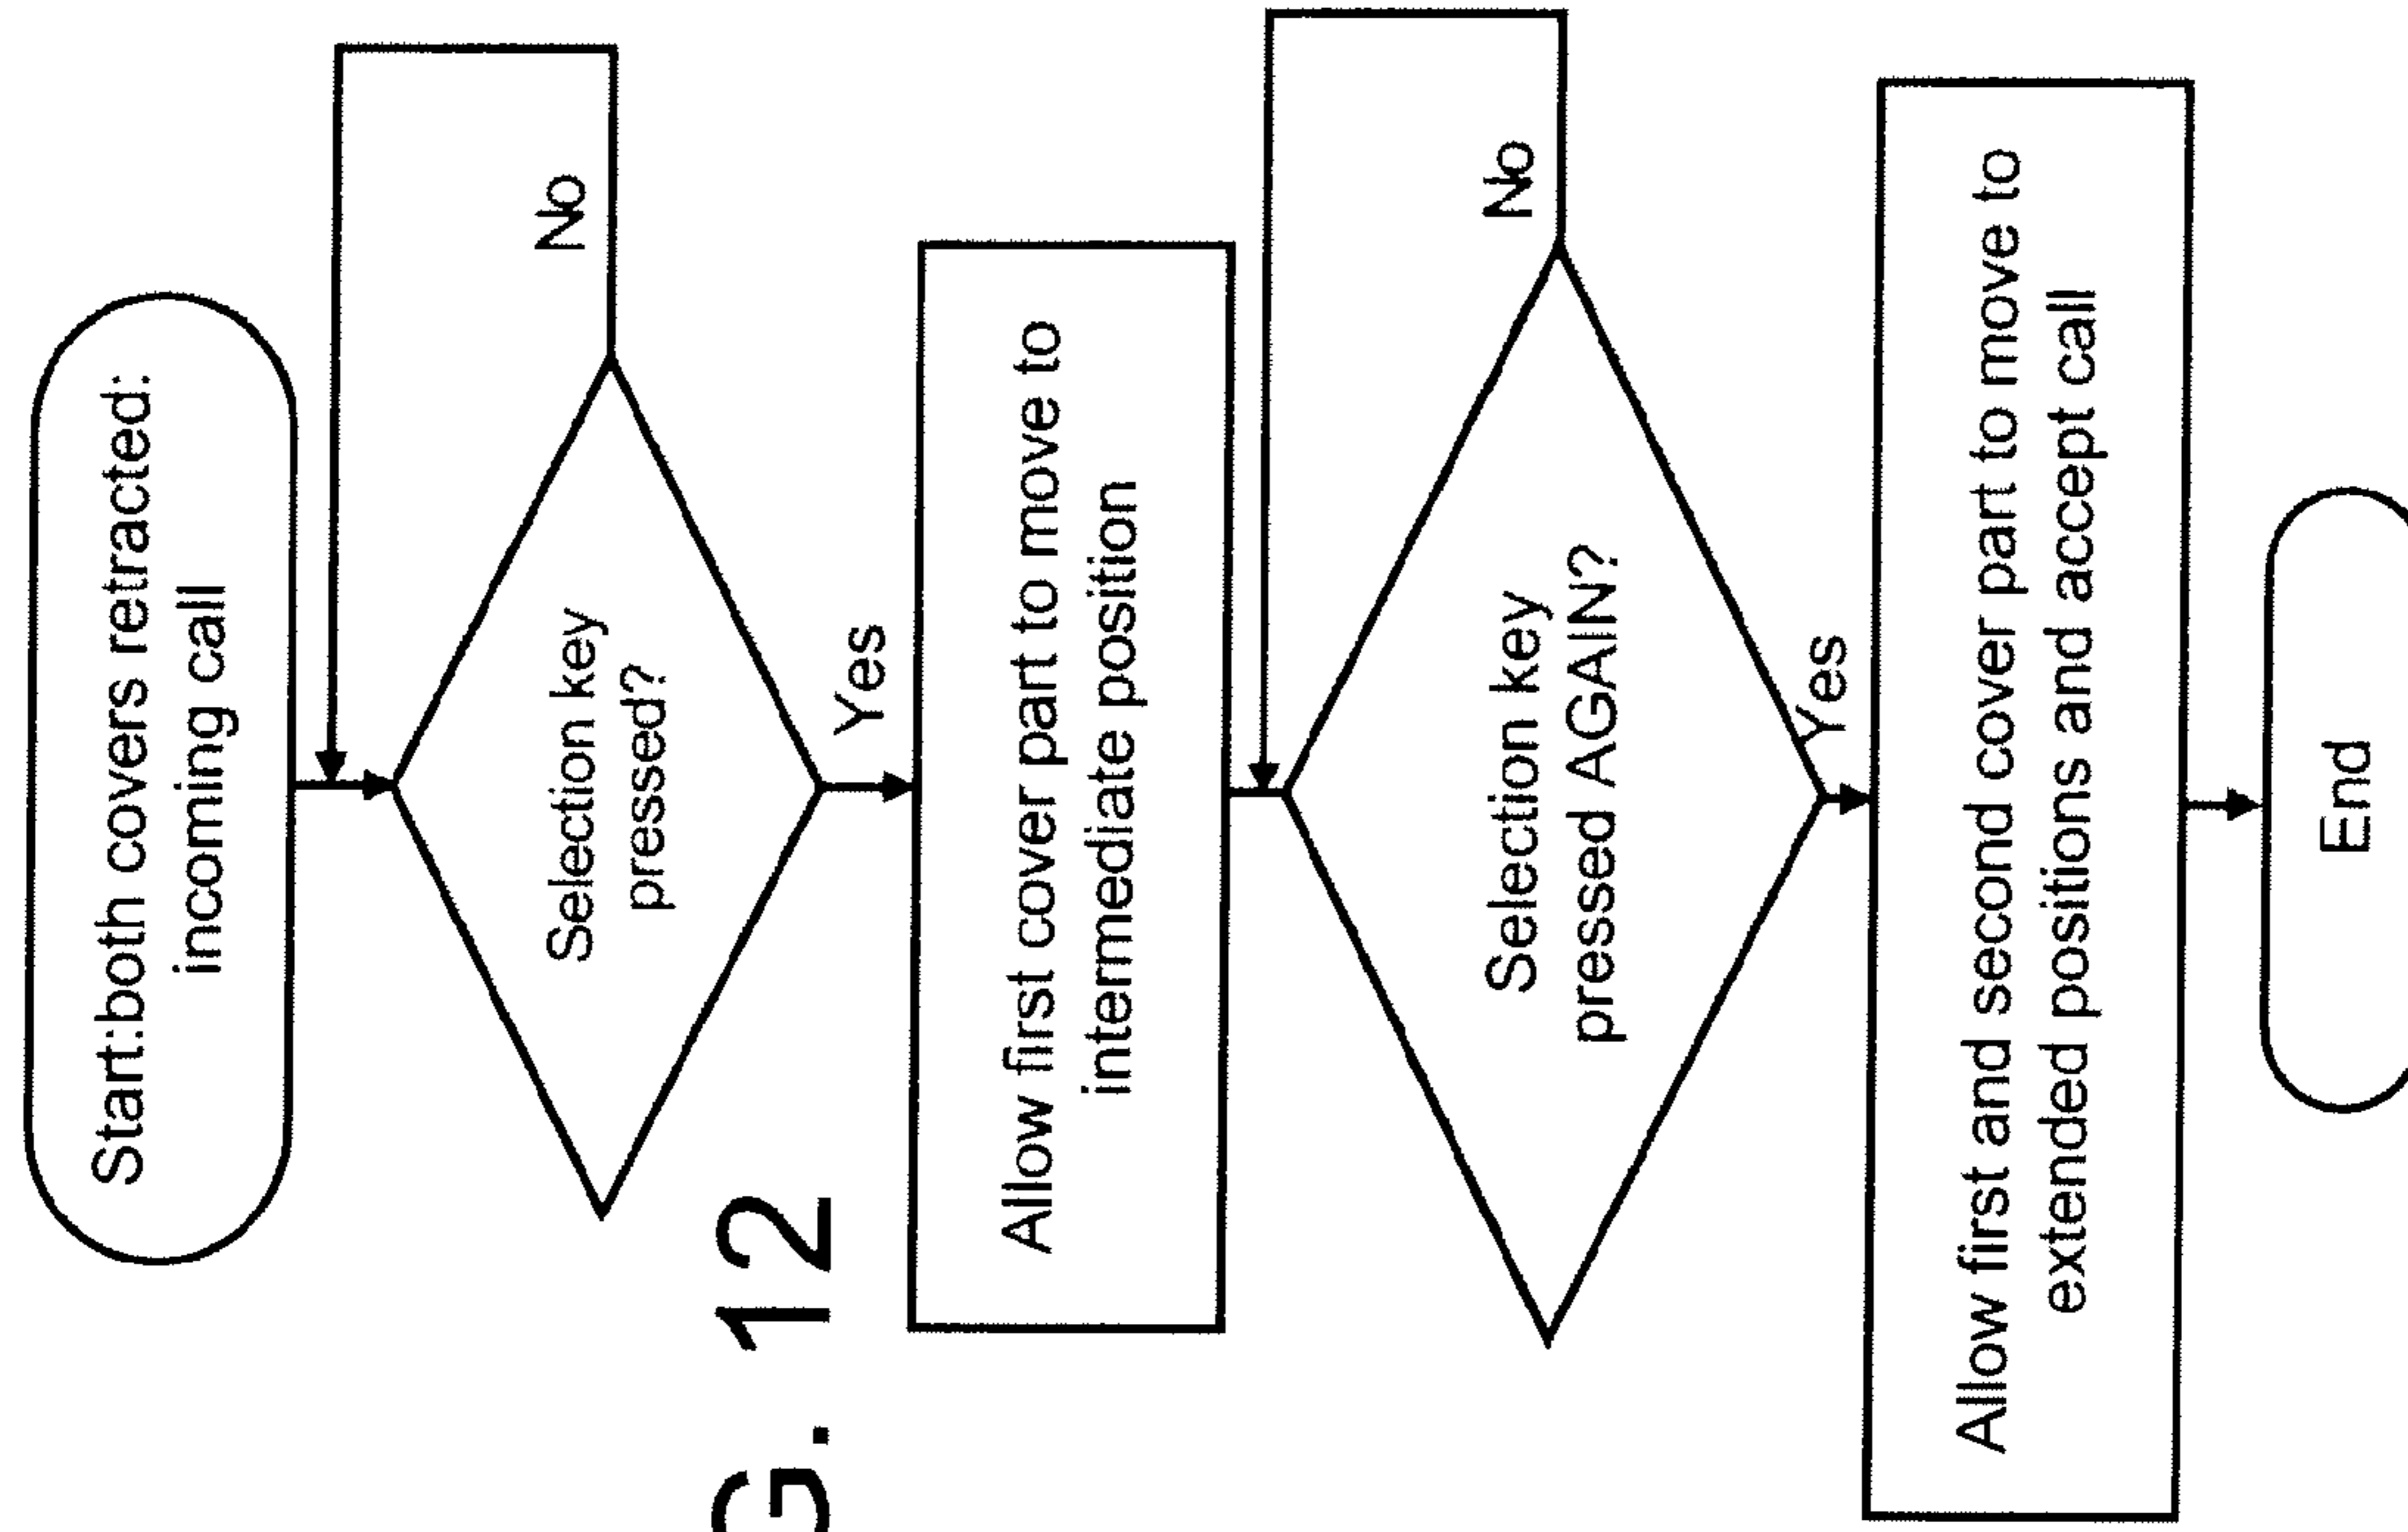 Start:both covers retracted:
incoming call
Selection key
pressed?
No
Yes
G. 12
Allow first cover part to move to
intermediate position
Selection key
pressed AGAIN?
No
Yes
Allow first and second cover part to move to
extended positions and accept call
End